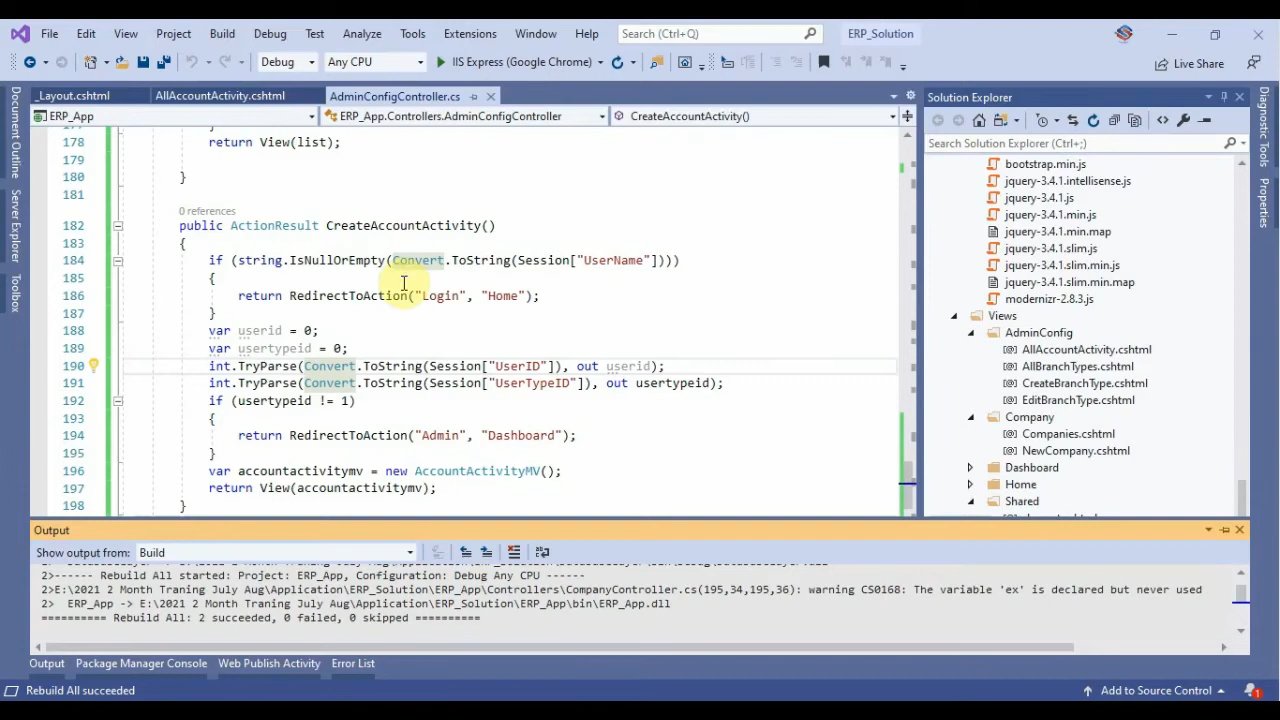 File Edit View Project Build Debug Test Analyze Tools Extensions Window Help Search (Ctrl+Q) ERP_Solution
Debug Any CPU IIS Express (Google Chrome) Live Share
_Layout.cshtml AllAccountActivity.cshtml AdminConfigController.cs
ERP_App ERP_App.Controllers.AdminConfigController CreateAccountActivity()
Document Outline
Server Explorer
Toolbox
177 }
178 return View(list);
179
180 }
181
0 references
182 public ActionResult CreateAccountActivity()
183 {
184 if (string.IsNullOrEmpty(Convert.ToString(Session["UserName"])))
185 {
186 return RedirectToAction("Login", "Home");
187 }
188 var userid = 0;
189 var usertypeid = 0;
190 int.TryParse(Convert.ToString(Session["UserID"]), out userid);
191 int.TryParse(Convert.ToString(Session["UserTypeID"]), out usertypeid);
192 if (usertypeid != 1)
193 {
194 return RedirectToAction("Admin", "Dashboard");
195 }
196 var accountactivitymv = new AccountActivityMV();
197 return View(accountactivitymv);
198 }
Solution Explorer
Search Solution Explorer (Ctrl+;)
bootstrap.min.js
jquery-3.4.1.intellisense.js
jquery-3.4.1.js
jquery-3.4.1.min.js
jquery-3.4.1.min.map
jquery-3.4.1.slim.js
jquery-3.4.1.slim.min.js
jquery-3.4.1.slim.min.map
modernizr-2.8.3.js
Views
AdminConfig
AllAccountActivity.cshtml
AllBranchTypes.cshtml
CreateBranchType.cshtml
EditBranchType.cshtml
Company
Companies.cshtml
NewCompany.cshtml
Dashboard
Home
Shared
Diagnostic Tools
Properties
Output
Show output from: Build
2>------ Rebuild All started: Project: ERP_App, Configuration: Debug Any CPU ------
2>E:\2021 2 Month Traning July Aug\Application\ERP_Solution\ERP_App\Controllers\CompanyController.cs(195,34,195,36): warning CS0168: The variable 'ex' is declared but never used
2> ERP_App -> E:\2021 2 Month Traning July Aug\Application\ERP_Solution\ERP_App\bin\ERP_App.dll
========== Rebuild All: 2 succeeded, 0 failed, 0 skipped ==========
Output Package Manager Console Web Publish Activity Error List
Rebuild All succeeded Add to Source Control 1